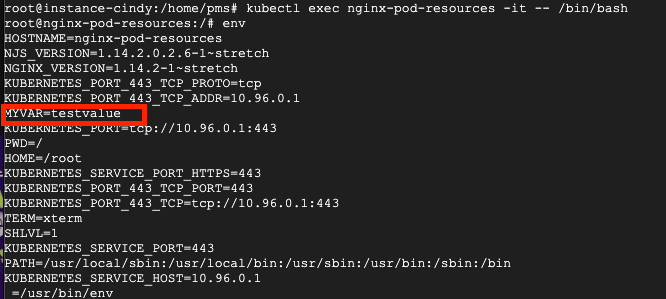 root@instance-cindy:/home/pms# kubectl exec nginx-pod-resources -it -- /bin/bash
root@nginx-pod-resources:/# env
HOSTNAME=nginx-pod-resources
NJS_VERSION=1.14.2.0.2.6-1~stretch
NGINX_VERSION=1.14.2-1~stretch
KUBERNETES_PORT_443_TCP_PROTO=tcp
KUBERNETES_PORT_443_TCP_ADDR=10.96.0.1
MYVAR=testvalue
KUBERNETES_PORT=tcp://10.96.0.1:443
PWD=/
HOME=/root
KUBERNETES_SERVICE_PORT_HTTPS=443
KUBERNETES_PORT_443_TCP_PORT=443
KUBERNETES_PORT_443_TCP=tcp://10.96.0.1:443
TERM=xterm
SHLVL=1
KUBERNETES_SERVICE_PORT=443
PATH=/usr/local/sbin:/usr/local/bin:/usr/sbin:/usr/bin:/sbin:/bin
KUBERNETES_SERVICE_HOST=10.96.0.1
=/usr/bin/env